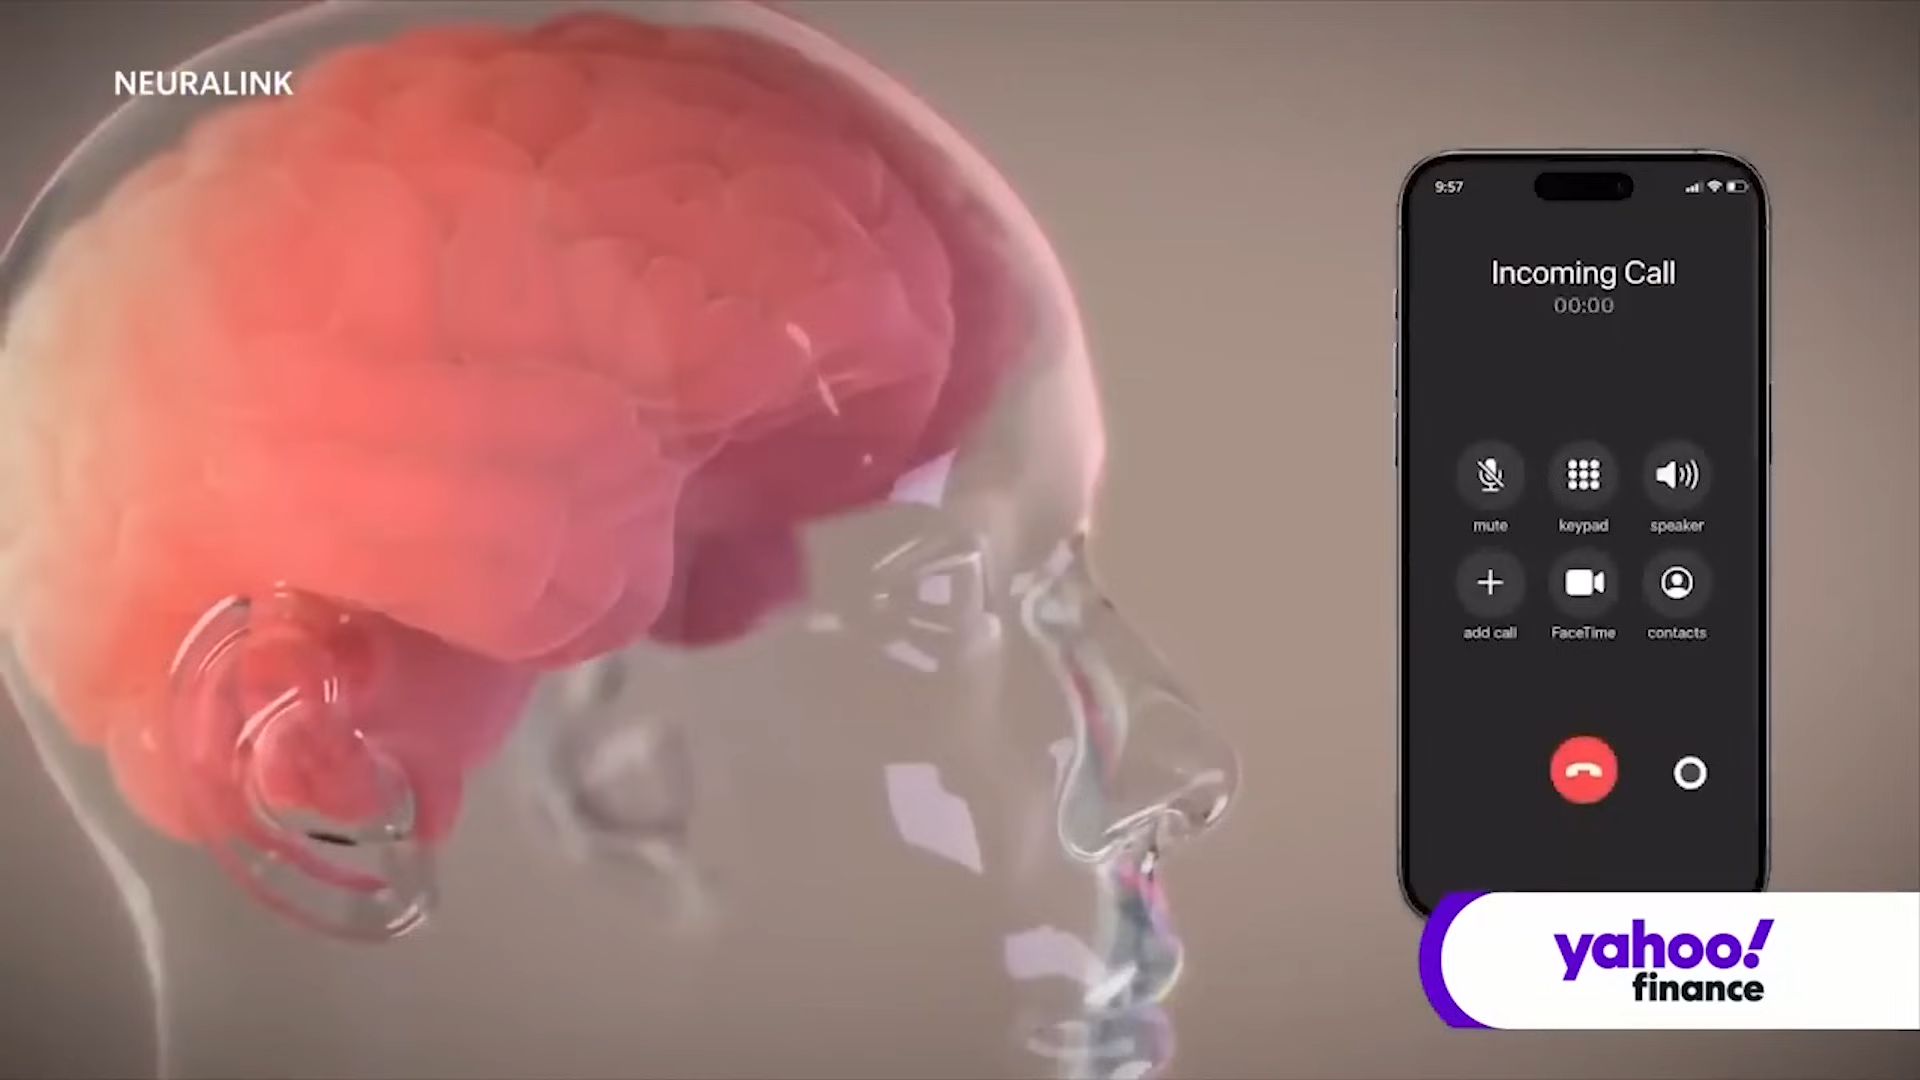 NEURALINK
9:57
Incoming Call
00:00
mute keypad speaker
add call FaceTime contacts
yahoo!
finance